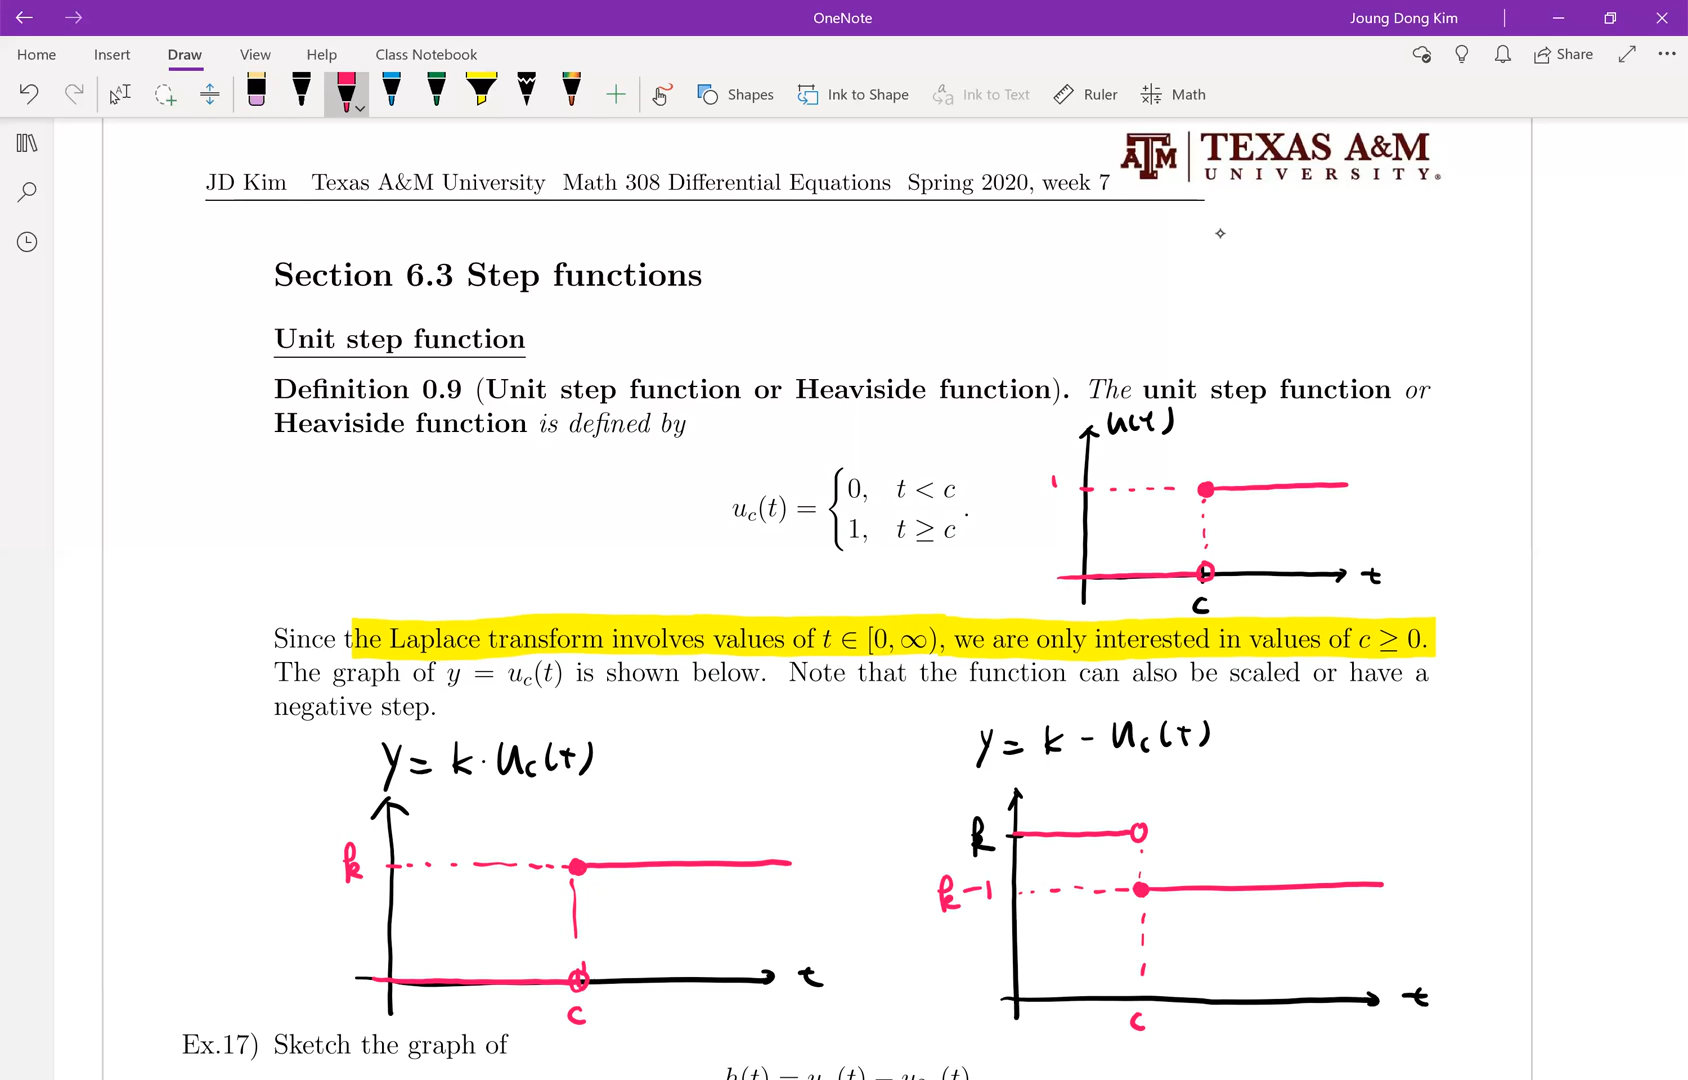 OneNote
Joung Dong Kim
Home Insert Draw View Help Class Notebook
Share
Shapes Ink to Shape Ink to Text Ruler Math
JD Kim Texas A&M University Math 308 Differential Equations Spring 2020, week 7
TEXAS A&M
UNIVERSITY®
Section 6.3 Step functions
Unit step function
Definition 0.9 (Unit step function or Heaviside function). The unit step function or
Heaviside function is defined by
u(t)
u_c(t) = { 0, t < c
1, t ≥ c .
1
t
c
Since the Laplace transform involves values of t ∈ [0, ∞), we are only interested in values of c ≥ 0.
The graph of y = u_c(t) is shown below. Note that the function can also be scaled or have a
negative step.
y = k · u_c(t)
y = k - u_c(t)
k
t
c
k
k-1
t
c
Ex.17) Sketch the graph of